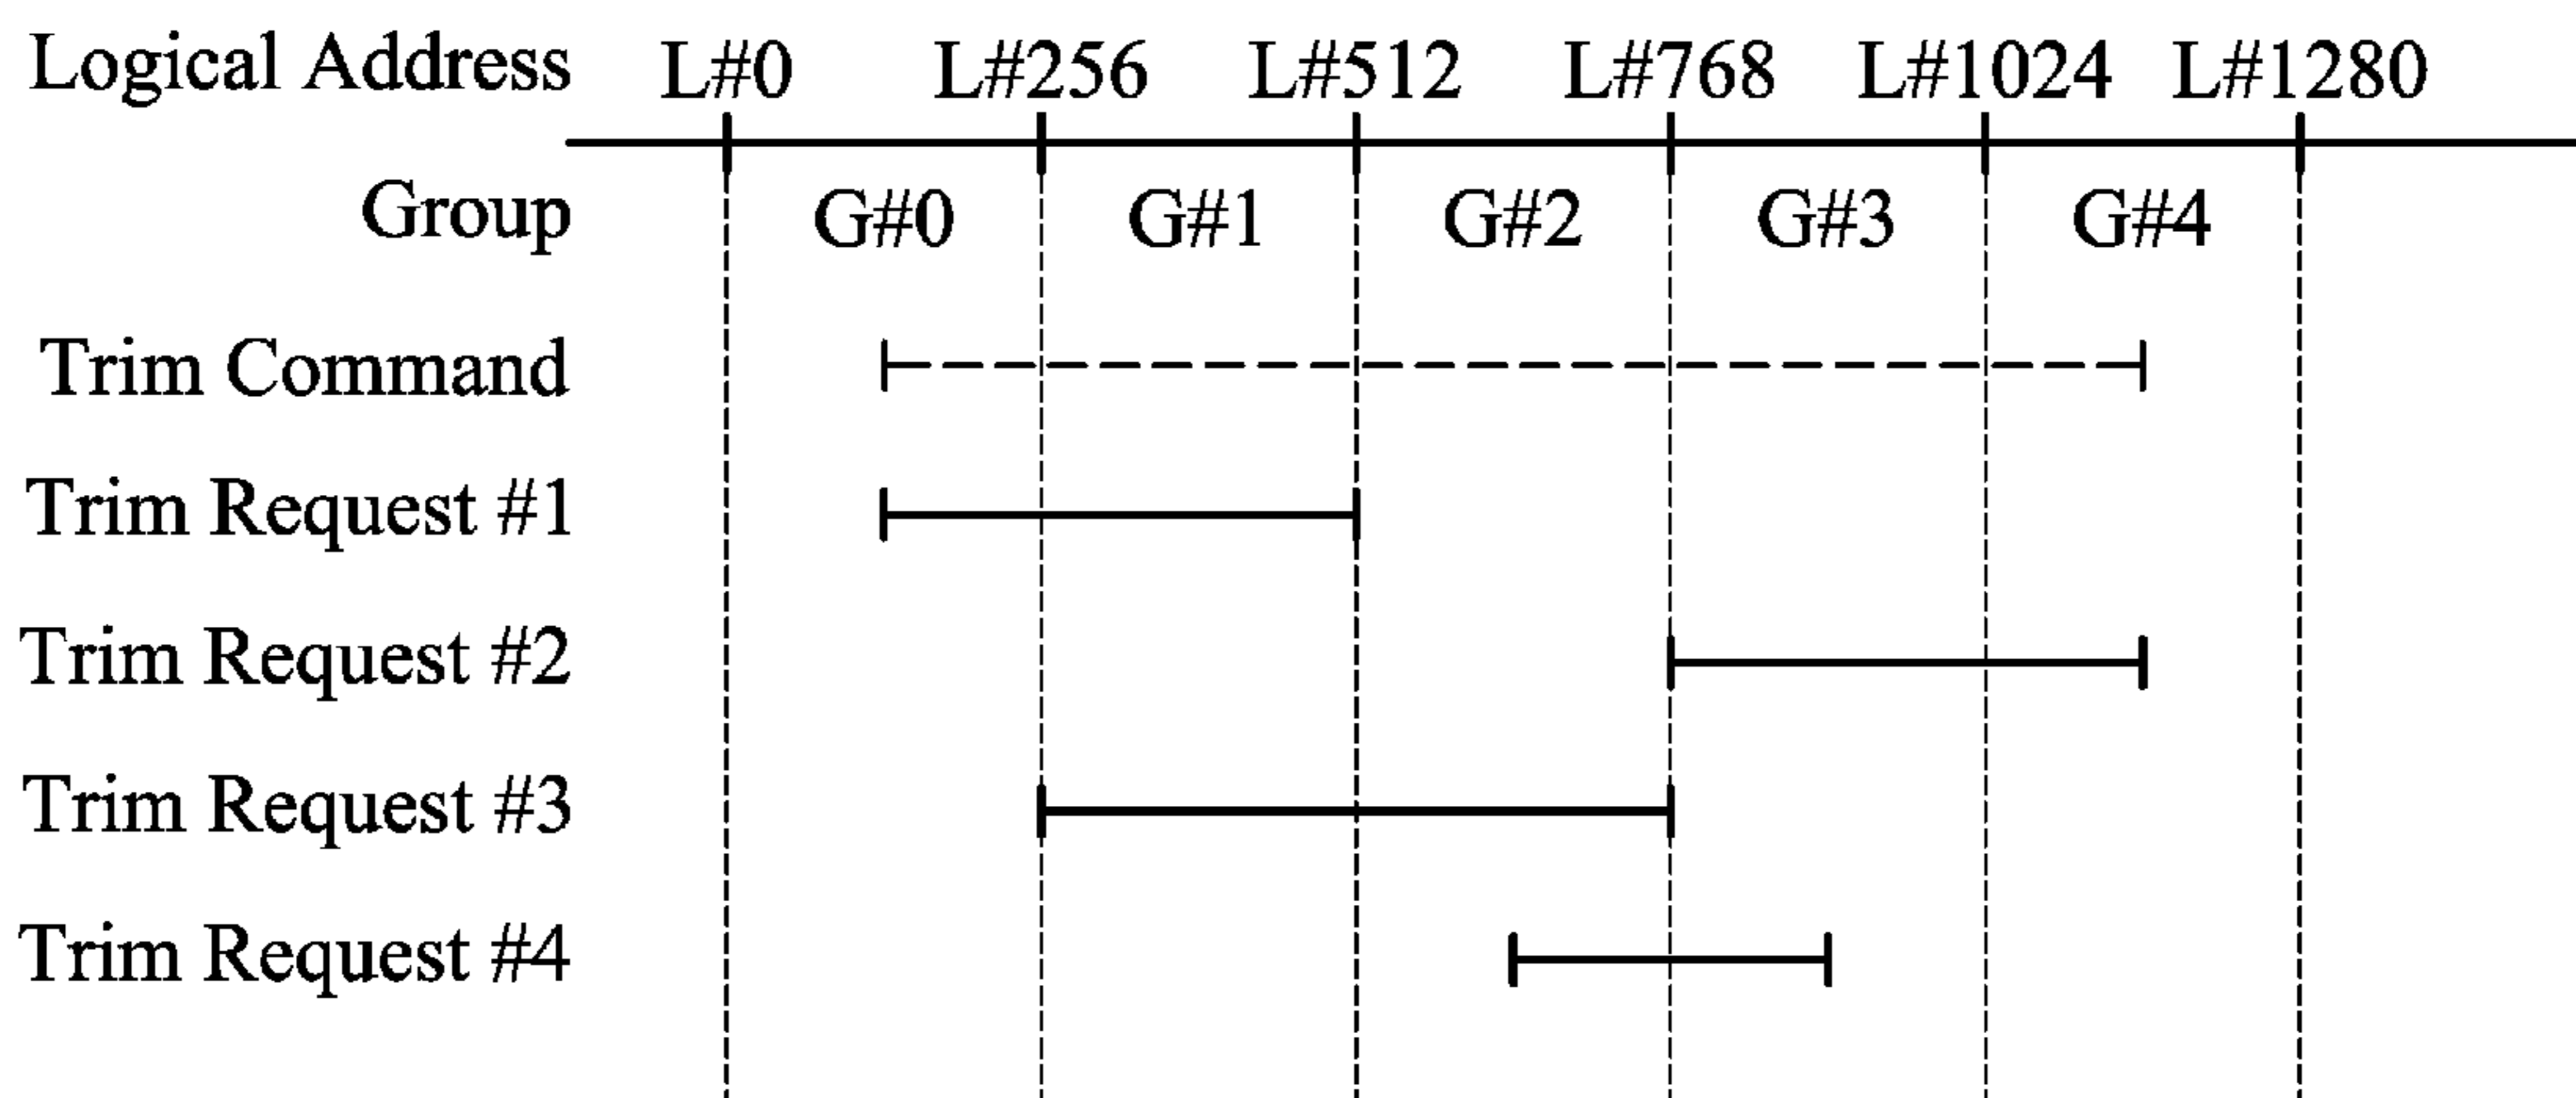 Logical Address L#0 L#256 L#512 L#768 L#1024 L#1280
Group G#0 G#1 G#2 G#3 G#4
Trim Command
Trim Request #1
Trim Request #2
Trim Request #3
Trim Request #4